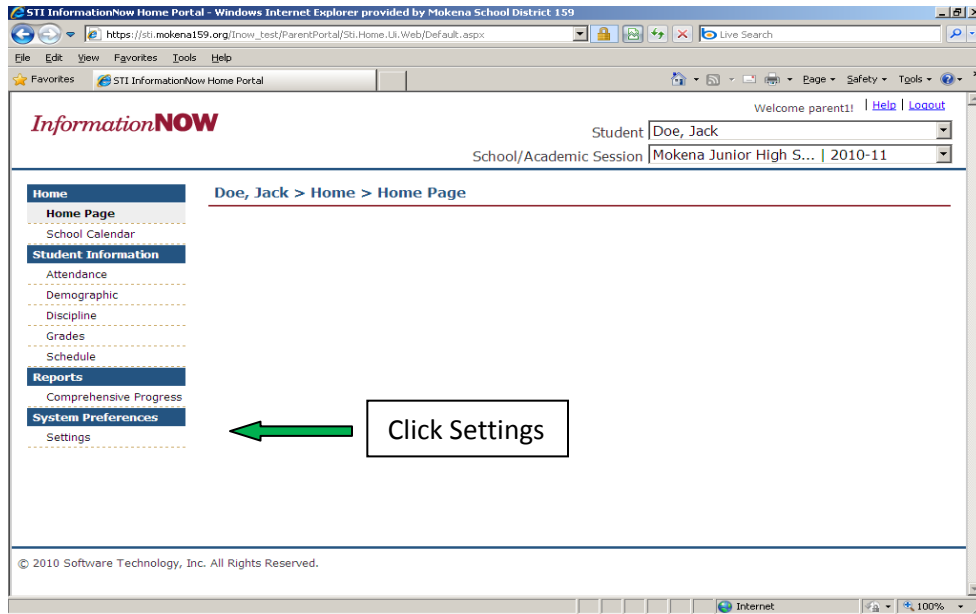 STI InformationNow Home Portal - Windows Internet Explorer provided by Mokena School District 159
https://sti.mokena159.org/Inow_test/ParentPortal/Sti.Home.Ui.Web/Default.aspx
Live Search
File Edit View Favorites Tools Help
Favorites STI InformationNow Home Portal Page Safety Tools
Welcome parent1! | Help | Logout
InformationNOW
Student Doe, Jack
School/Academic Session Mokena Junior High S... | 2010-11
Home
Doe, Jack > Home > Home Page
Home Page
School Calendar
Student Information
Attendance
Demographic
Discipline
Grades
Schedule
Reports
Comprehensive Progress
System Preferences
Settings
Click Settings
© 2010 Software Technology, Inc. All Rights Reserved.
Internet 100%